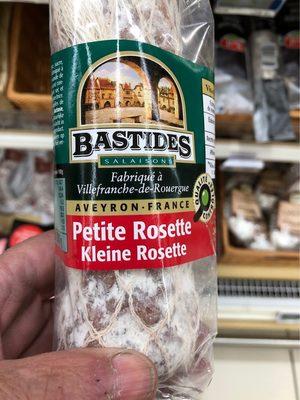 BASTIDES
SALAISONS
Fabriqué à
Villefranche-de-Rouergue
AVEYRON-FRANCE
Petite Rosette
Kleine Rosette